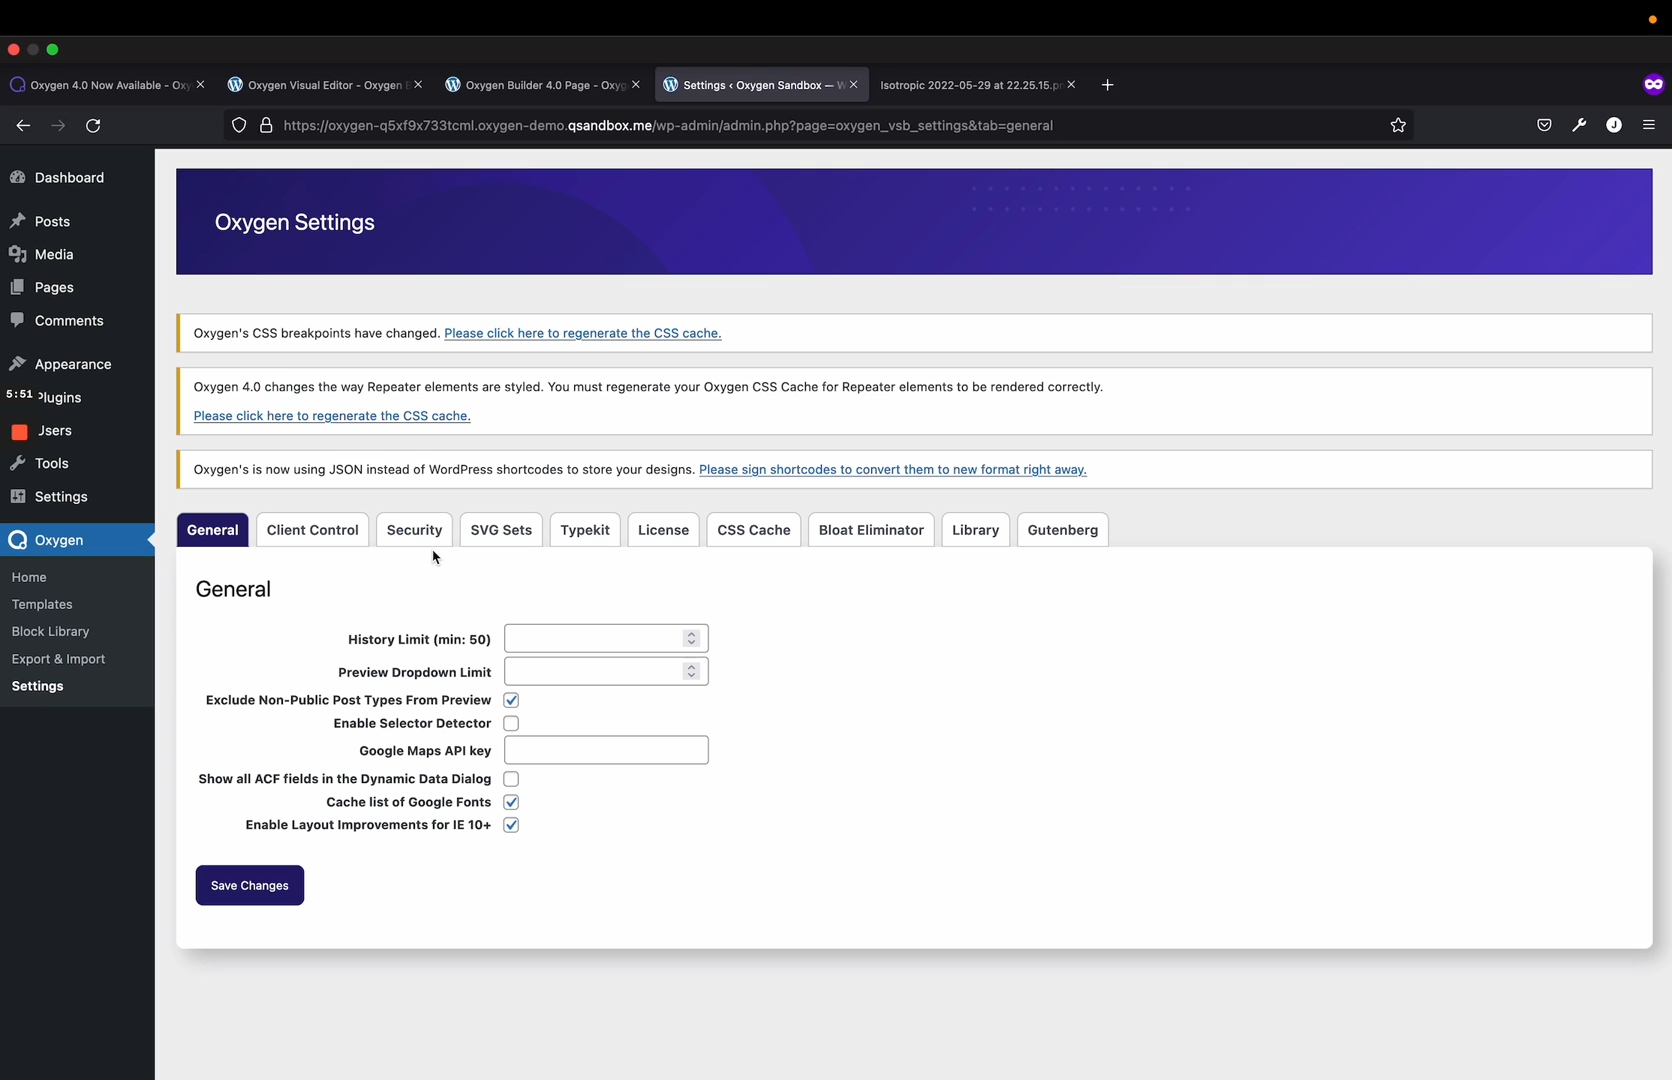 Oxygen 4.0 Now Available - Oxy
Oxygen Visual Editor - Oxygen B
Oxygen Builder 4.0 Page - Oxyg
Settings ‹ Oxygen Sandbox — W
Isotropic 2022-05-29 at 22.25.15.pn
https://oxygen-q5xf9x733tcml.oxygen-demo.qsandbox.me/wp-admin/admin.php?page=oxygen_vsb_settings&tab=general
J
Dashboard
Posts
Media
Pages
Comments
Appearance
5:51
Plugins
Jsers
Tools
Settings
Oxygen
Home
Templates
Block Library
Export & Import
Settings
Oxygen Settings
Oxygen's CSS breakpoints have changed. Please click here to regenerate the CSS cache.
Oxygen 4.0 changes the way Repeater elements are styled. You must regenerate your Oxygen CSS Cache for Repeater elements to be rendered correctly.
Please click here to regenerate the CSS cache.
Oxygen's is now using JSON instead of WordPress shortcodes to store your designs. Please sign shortcodes to convert them to new format right away.
General
Client Control
Security
SVG Sets
Typekit
License
CSS Cache
Bloat Eliminator
Library
Gutenberg
General
History Limit (min: 50)
Preview Dropdown Limit
Exclude Non-Public Post Types From Preview
Enable Selector Detector
Google Maps API key
Show all ACF fields in the Dynamic Data Dialog
Cache list of Google Fonts
Enable Layout Improvements for IE 10+
Save Changes